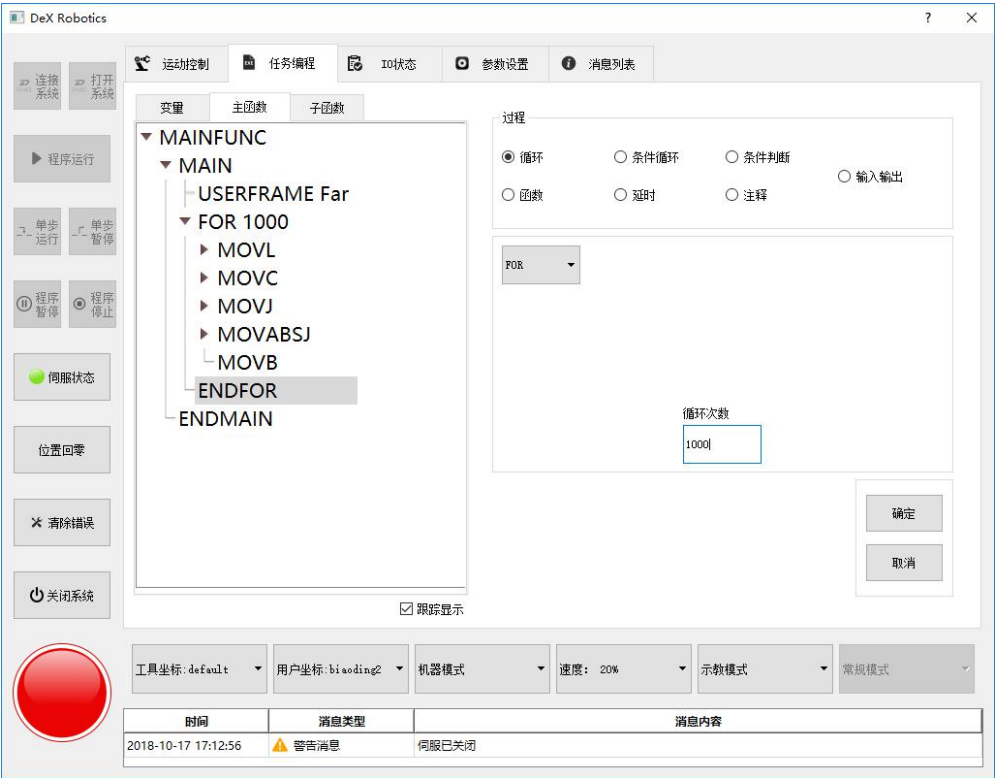 DeX Robotics
运动控制 任务编程 IO状态 参数设置 消息列表
连接系统 打开系统
程序运行
单步运行 单步暂停
程序暂停 程序停止
伺服状态
位置回零
清除错误
关闭系统
变量 主函数 子函数
MAINFUNC
MAIN
USERFRAME Far
FOR 1000
MOVL
MOVC
MOVJ
MOVABSJ
MOVB
ENDFOR
ENDMAIN
跟踪显示
过程
循环 条件循环 条件判断 输入输出
函数 延时 注释
FOR
循环次数
1000
确定
取消
工具坐标:default 用户坐标:biaoding2 机器模式 速度: 20% 示教模式 常规模式
时间 消息类型 消息内容
2018-10-17 17:12:56 警告消息 伺服已关闭